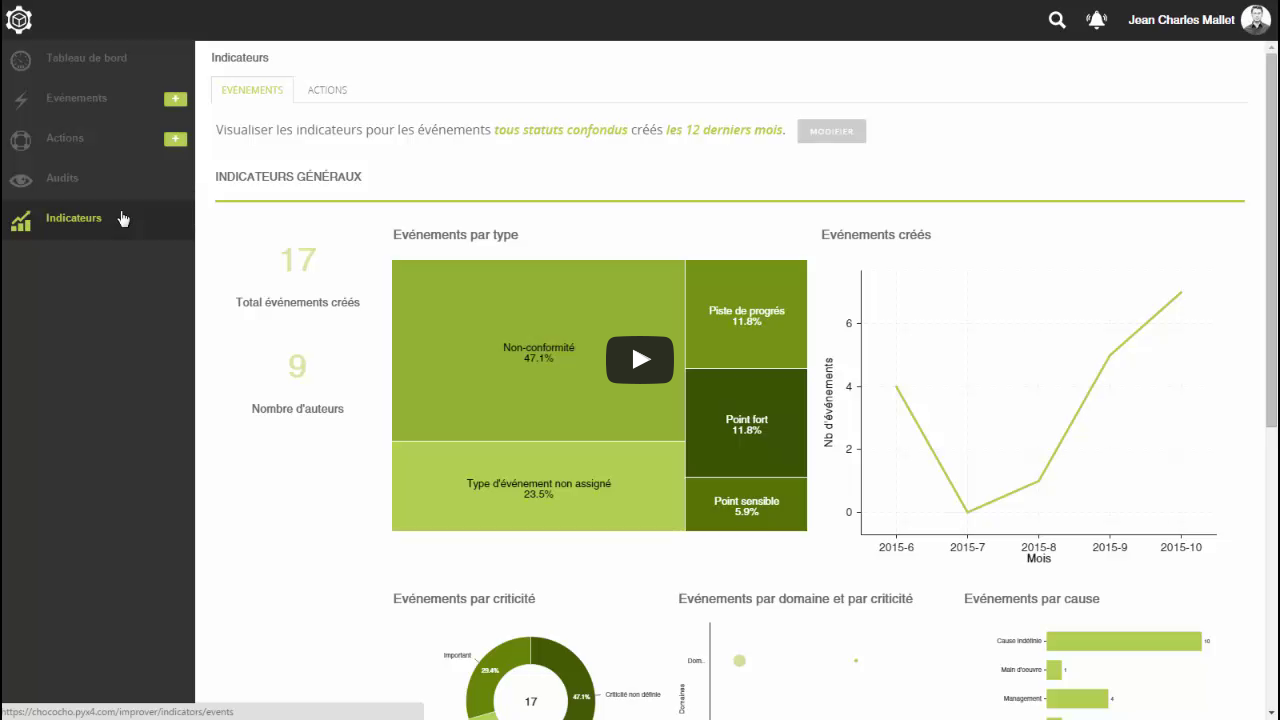 Jean Charles Mallet
Tableau de bord
Evénements
+
Actions
+
Audits
Indicateurs
Indicateurs
EVENEMENTS
ACTIONS
Visualiser les indicateurs pour les événements tous statuts confondus créés les 12 derniers mois.
MODIFIER
INDICATEURS GÉNÉRAUX
17
Total événements créés
9
Nombre d'auteurs
Evénements par type
Non-conformité
47.1%
Type d'événement non assigné
23.5%
Piste de progrés
11.8%
Point fort
11.8%
Point sensible
5.9%
Evénements créés
Nb d'événements
6
4
2
0
2015-6
2015-7
2015-8
2015-9
2015-10
Mois
Evénements par criticité
Important
29.4%
17
47.1%
Criticité non définie
Evénements par domaine et par criticité
Dom..
Domaines
Evénements par cause
Cause indéfinie
10
Main d'oeuvre
1
Management
4
https://chococho.pyx4.com/improver/indicators/events